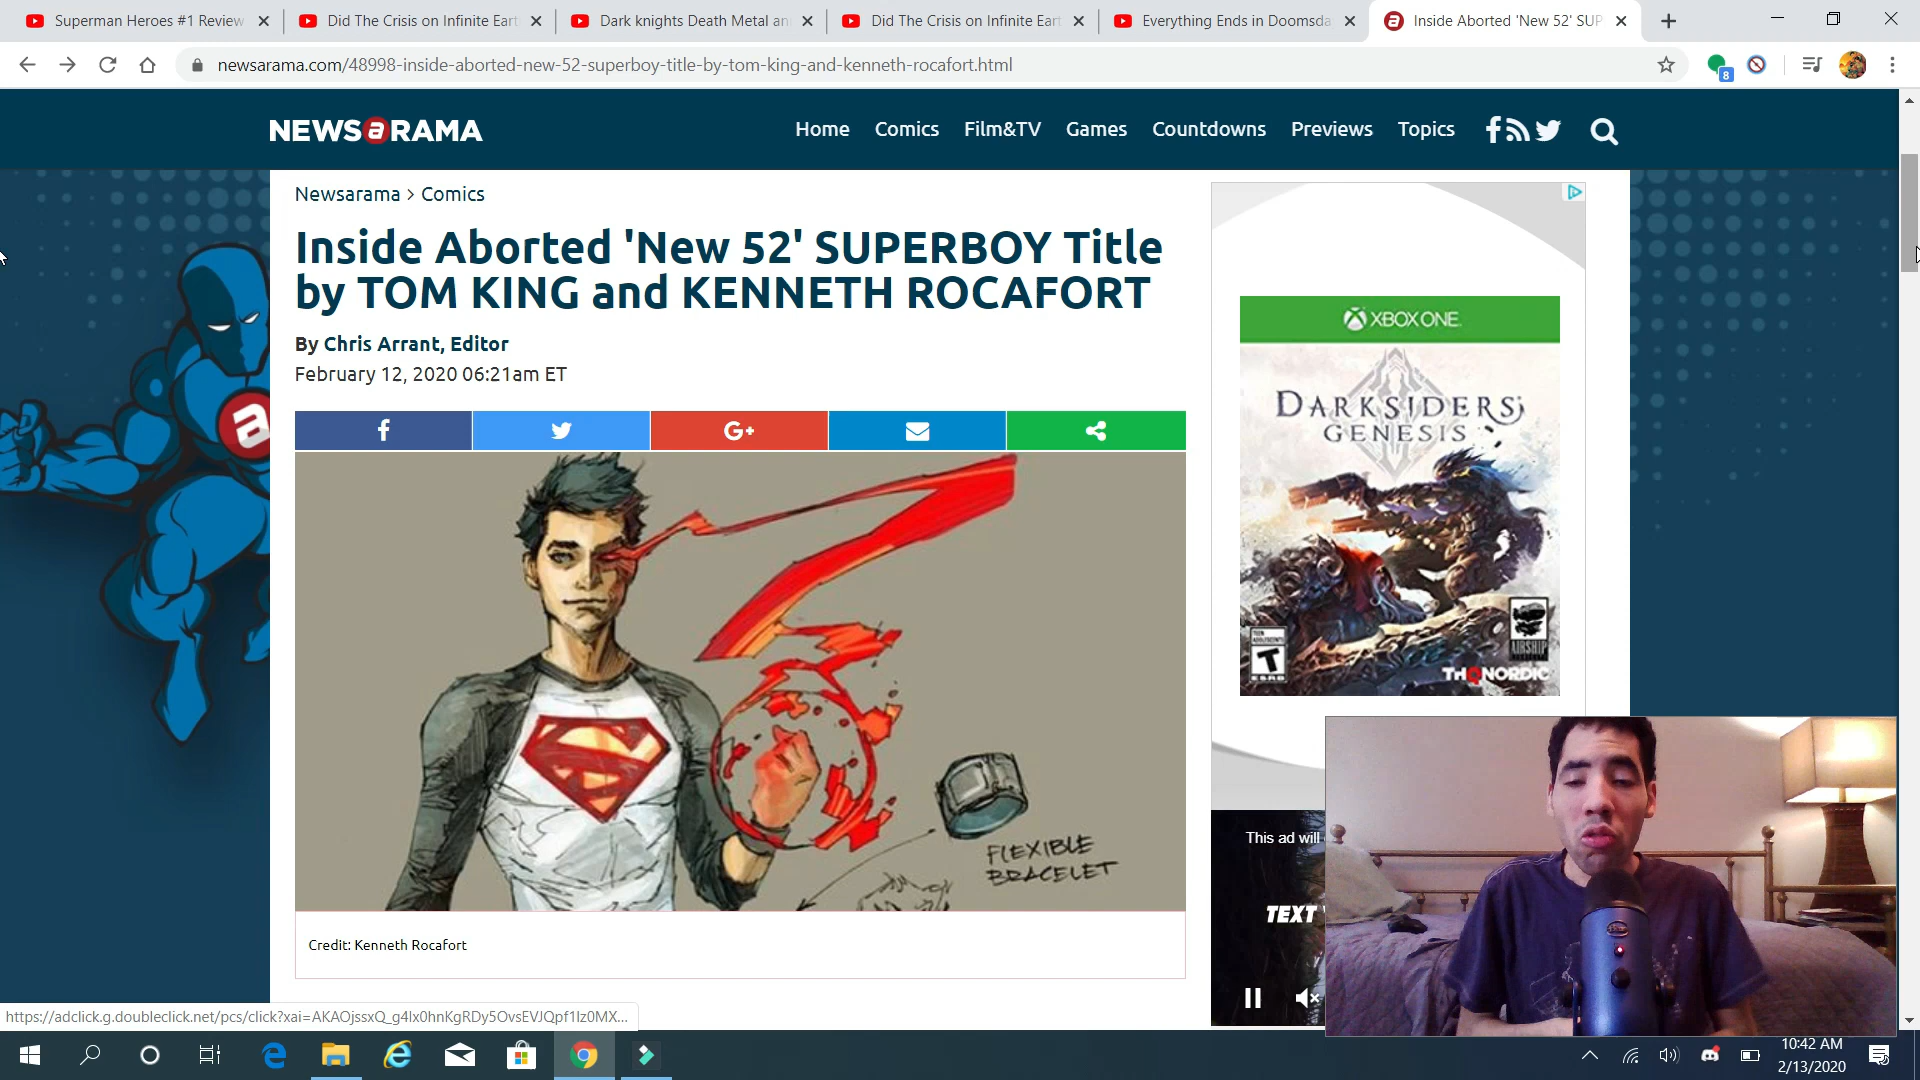 Superman Heroes #1 Review
Did The Crisis on Infinite Eart
Dark knights Death Metal an
Did The Crisis on Infinite Ear
Everything Ends in Doomsda
Inside Aborted 'New 52' SUP
newsarama.com/48998-inside-aborted-new-52-superboy-title-by-tom-king-and-kenneth-rocafort.html
8
NEWSaRAMA
Home
Comics
Film&TV
Games
Countdowns
Previews
Topics
Newsarama > Comics
Inside Aborted 'New 52' SUPERBOY Title
by TOM KING and KENNETH ROCAFORT
By Chris Arrant, Editor
February 12, 2020 06:21am ET
G+
FLEXIBLE
BRACELET
Credit: Kenneth Rocafort
XBOX ONE
DARKSIDERS
GENESIS
T
ESRB
AIRSHIP
THQ NORDIC
This ad will
TEXT
https://adclick.g.doubleclick.net/pcs/click?xai=AKAOjssxQ_g4lx0hnKgRDy5OvsEVJQpf1Iz0MX...
10:42 AM
2/13/2020